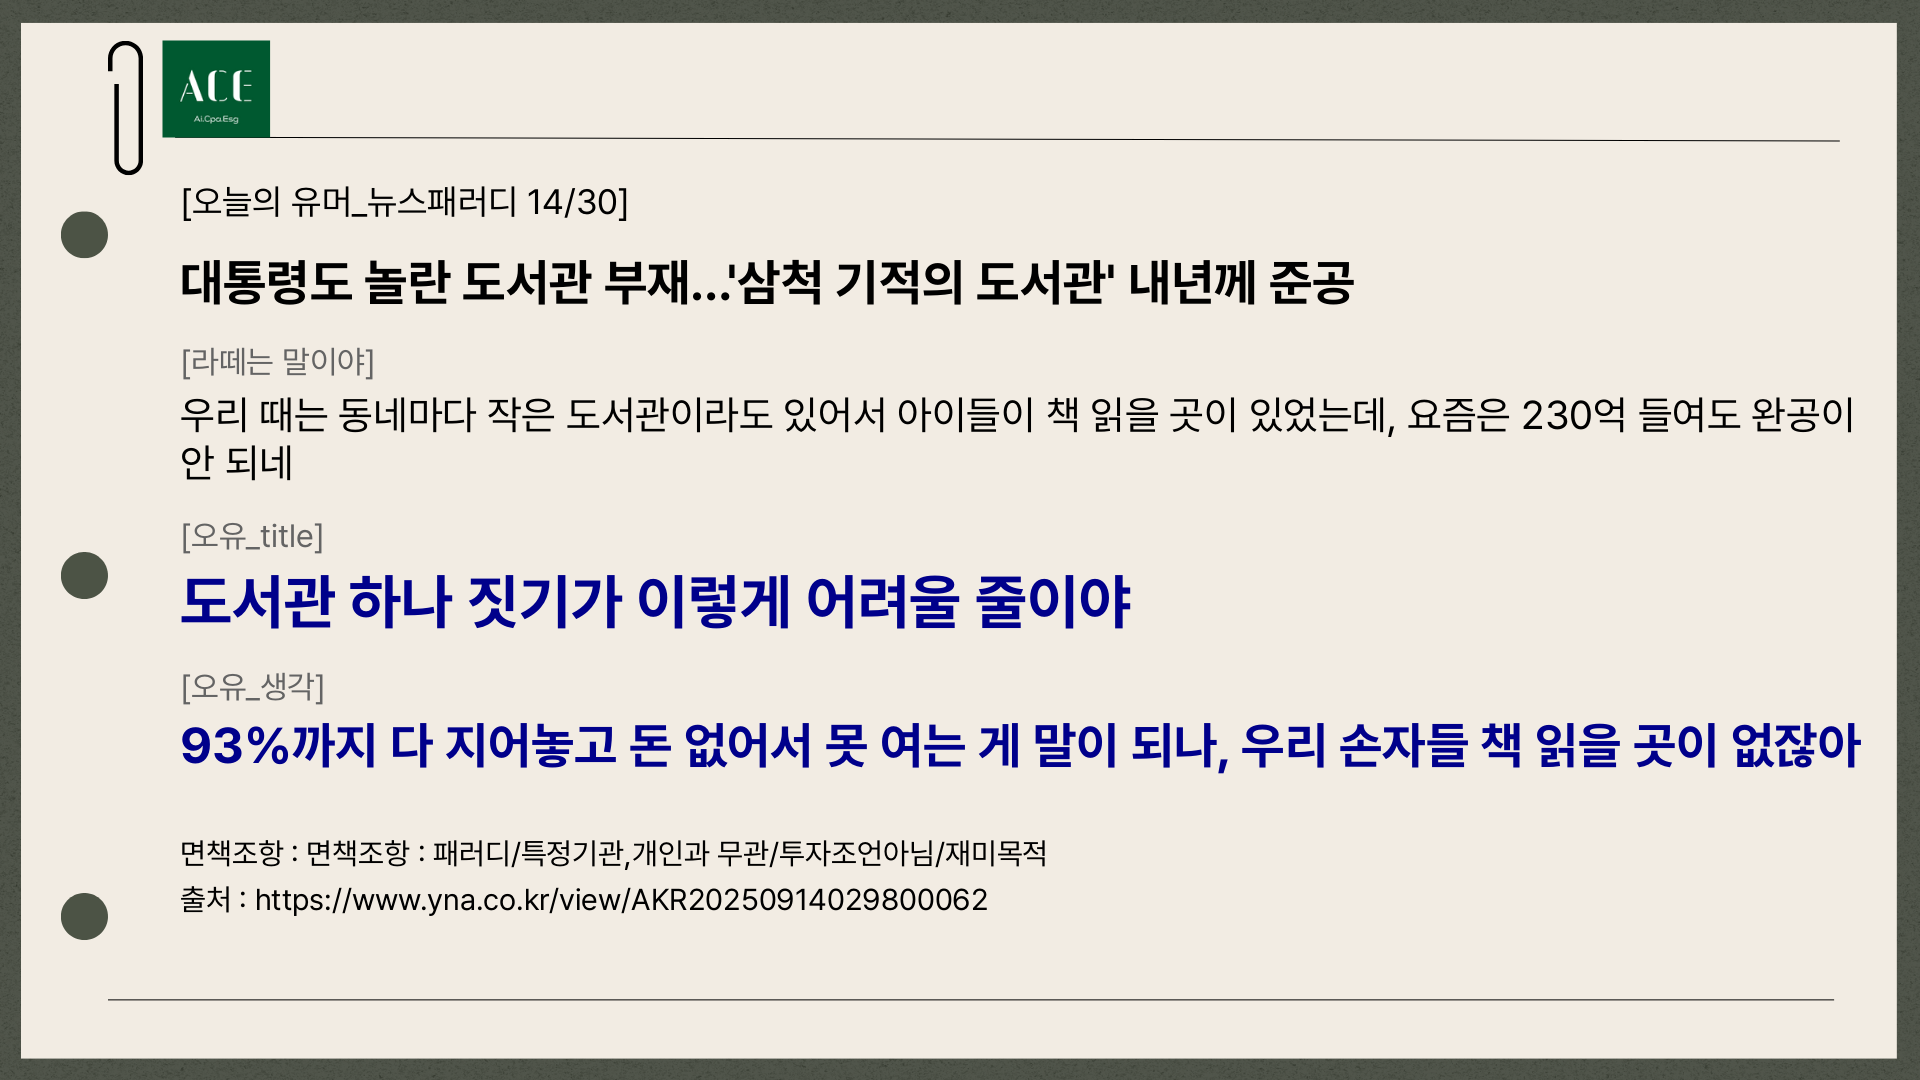 ACE
Ai.Cpa.Esg
[오늘의 유머_뉴스패러디 14/30]
대통령도 놀란 도서관 부재...'삼척 기적의 도서관' 내년께 준공
[라떼는 말이야]
우리 때는 동네마다 작은 도서관이라도 있어서 아이들이 책 읽을 곳이 있었는데, 요즘은 230억 들여도 완공이
안 되네
[오유_title]
도서관 하나 짓기가 이렇게 어려울 줄이야
[오유_생각]
93%까지 다 지어놓고 돈 없어서 못 여는 게 말이 되나, 우리 손자들 책 읽을 곳이 없잖아
면책조항 : 면책조항 : 패러디/특정기관,개인과 무관/투자조언아님/재미목적
출처 : https://www.yna.co.kr/view/AKR20250914029800062